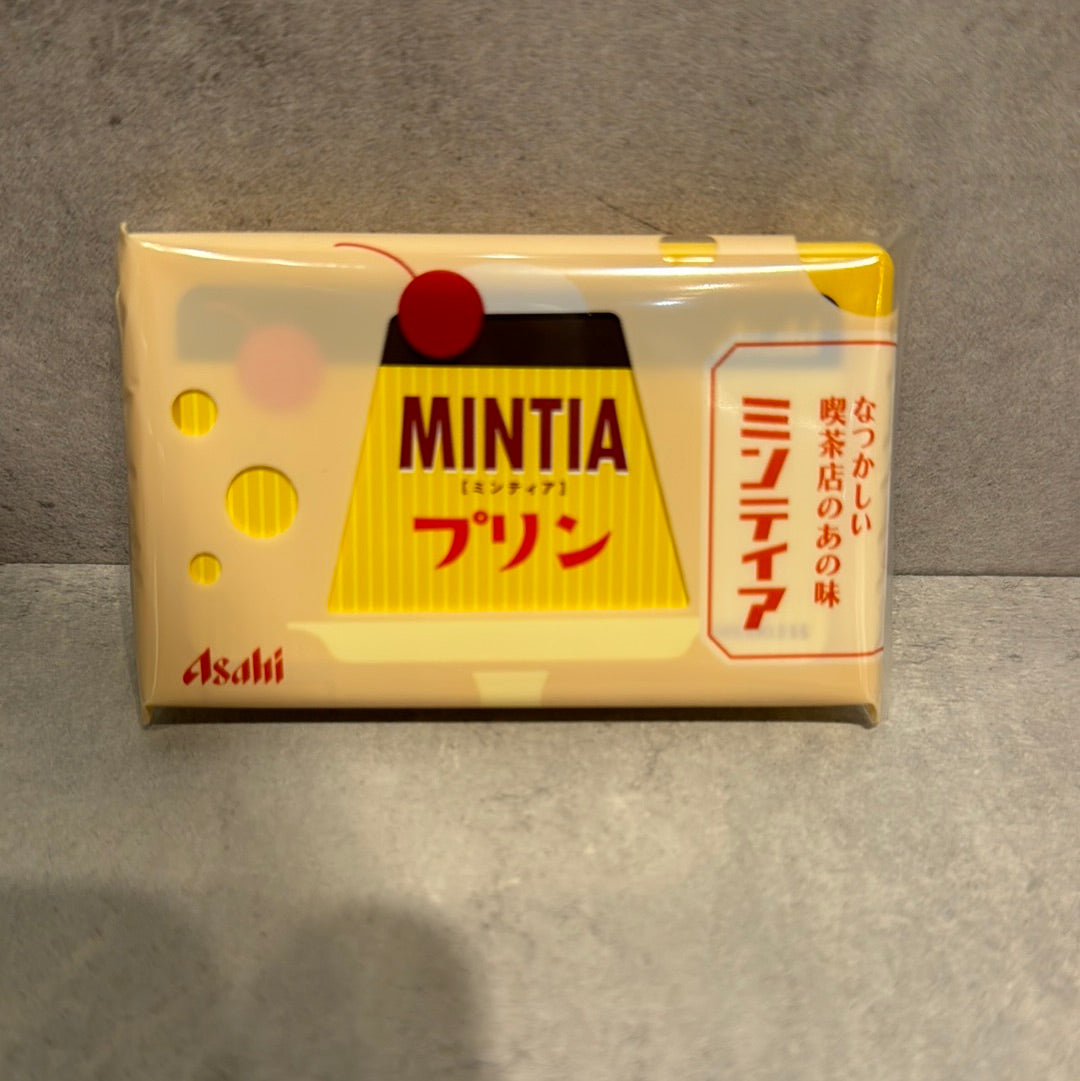 MINTIA
[ミンティア]
プリン
なつかしい
喫茶店のあの味
ミンティア
Asahi